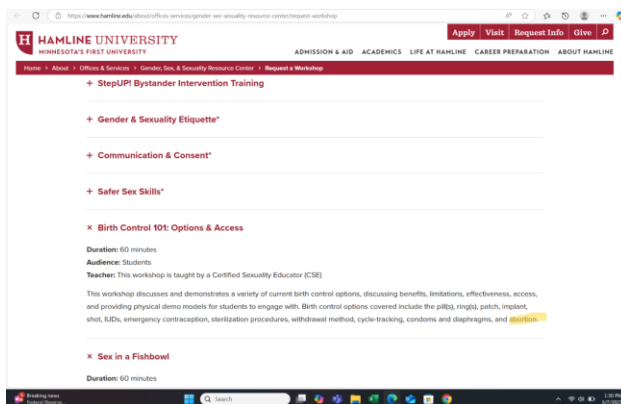 https://www.hamline.edu/about/offices-services/gender-sex-sexuality-resource-center/request-workshop
Apply Visit Request Info Give
H HAMLINE UNIVERSITY
MINNESOTA'S FIRST UNIVERSITY
ADMISSION & AID ACADEMICS LIFE AT HAMLINE CAREER PREPARATION ABOUT HAMLINE
Home > About > Offices & Services > Gender, Sex, & Sexuality Resource Center > Request a Workshop
+ StepUP! Bystander Intervention Training
+ Gender & Sexuality Etiquette*
+ Communication & Consent*
+ Safer Sex Skills*
× Birth Control 101: Options & Access
Duration: 60 minutes
Audience: Students
Teacher: This workshop is taught by a Certified Sexuality Educator (CSE)
This workshop discusses and demonstrates a variety of current birth control options, discussing benefits, limitations, effectiveness, access,
and providing physical demo models for students to engage with. Birth control options covered include the pill(s), ring(s), patch, implant,
shot, IUDs, emergency contraception, sterilization procedures, withdrawal method, cycle-tracking, condoms and diaphragms, and abortion.
× Sex in a Fishbowl
Duration: 60 minutes
Breaking news
Federal Reserve...
Search
1:30 PM